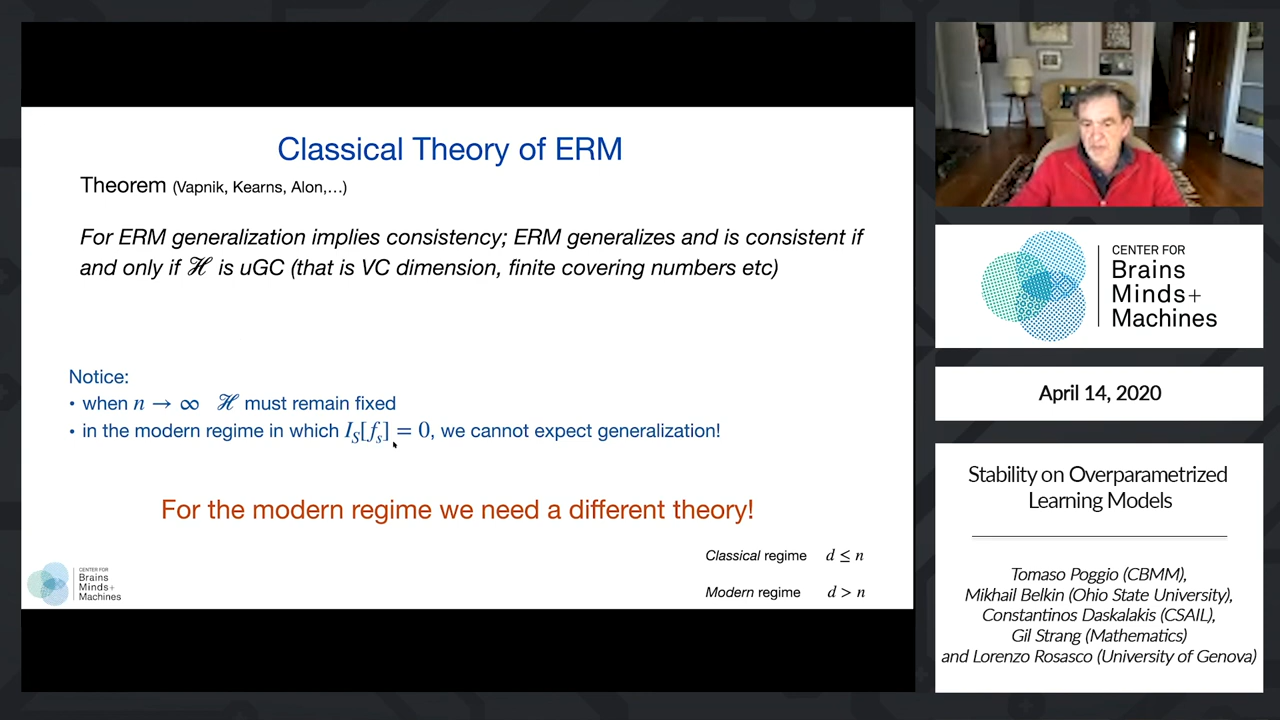 Classical Theory of ERM
Theorem (Vapnik, Kearns, Alon,…)
For ERM generalization implies consistency; ERM generalizes and is consistent if
and only if ℋ is uGC (that is VC dimension, finite covering numbers etc)
Notice:
• when n → ∞ ℋ must remain fixed
• in the modern regime in which I_S[f_s] = 0, we cannot expect generalization!
For the modern regime we need a different theory!
Classical regime d ≤ n
Modern regime d > n
CENTER FOR
Brains
Minds+
Machines
CENTER FOR
Brains
Minds+
Machines
April 14, 2020
Stability on Overparametrized
Learning Models
Tomaso Poggio (CBMM),
Mikhail Belkin (Ohio State University),
Constantinos Daskalakis (CSAIL),
Gil Strang (Mathematics)
and Lorenzo Rosasco (University of Genova)